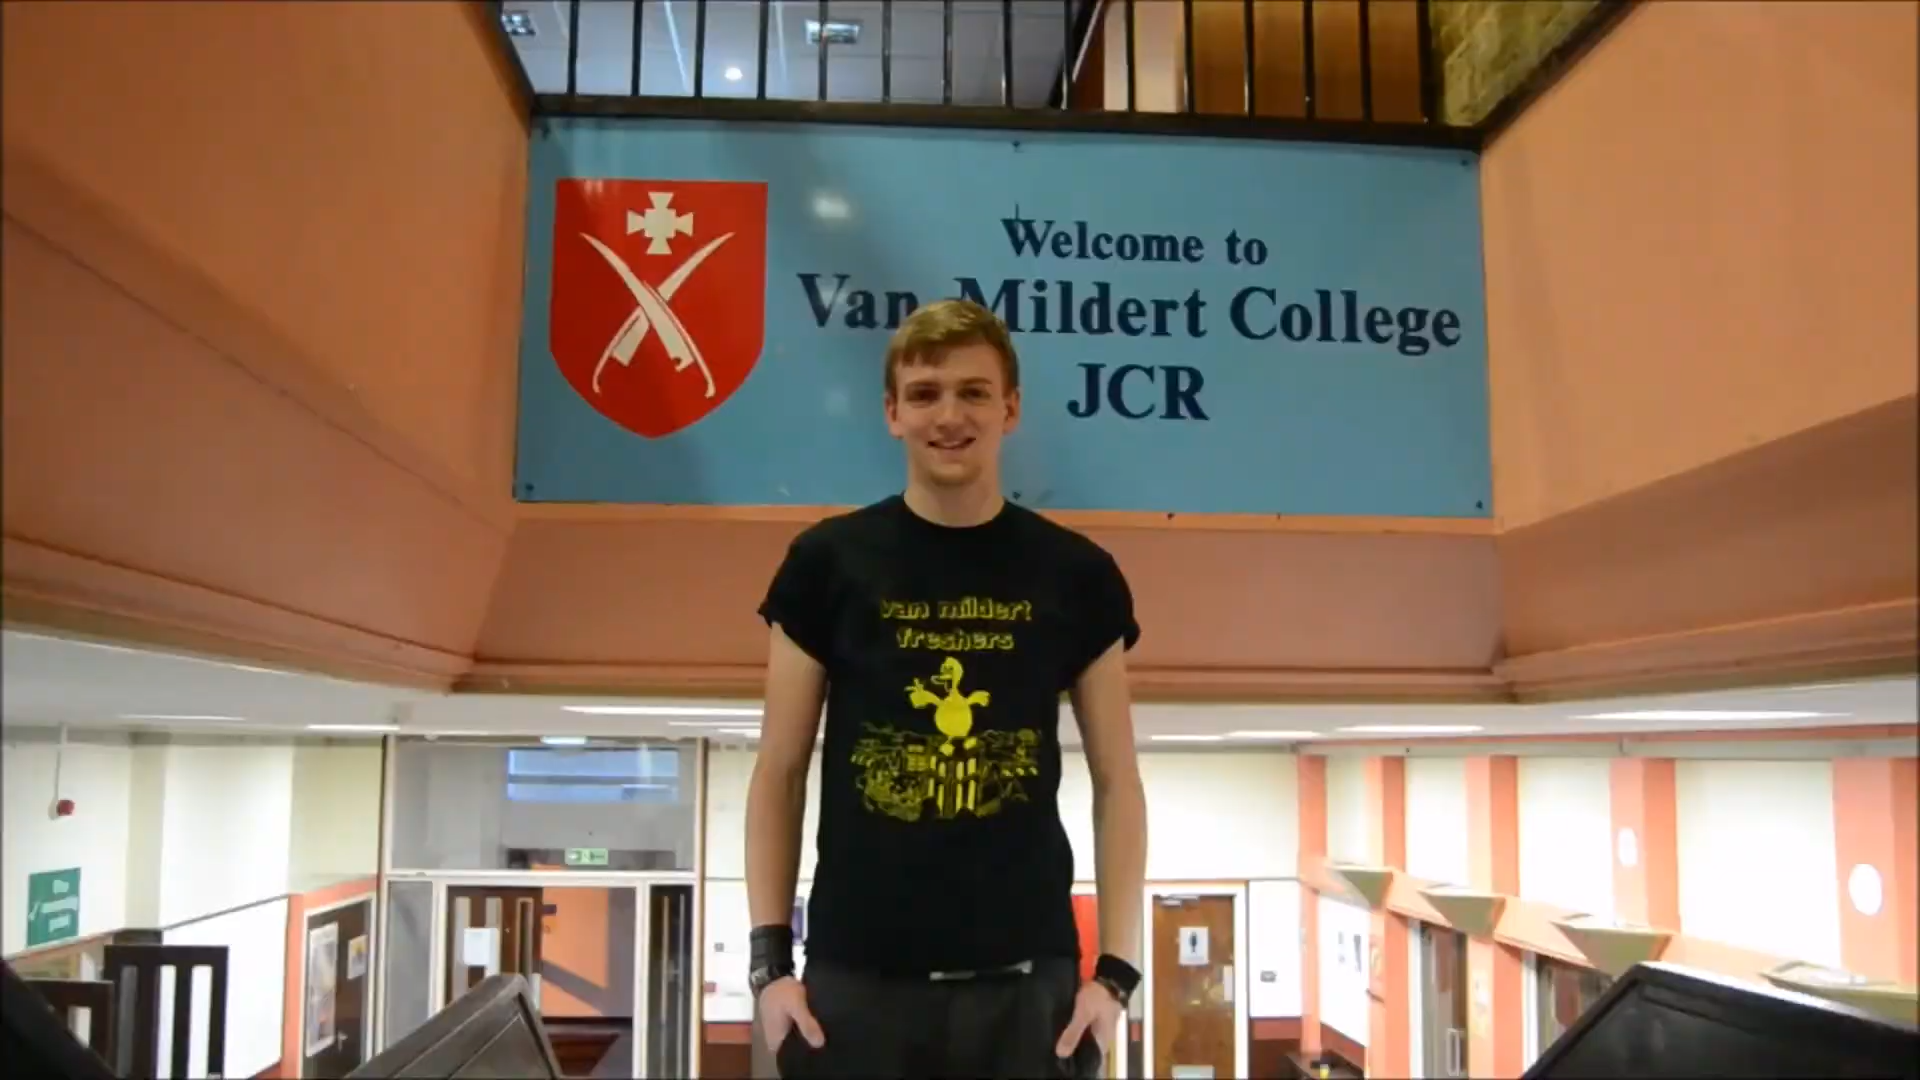 Welcome to
Van Mildert College
JCR
van mildert
freshers